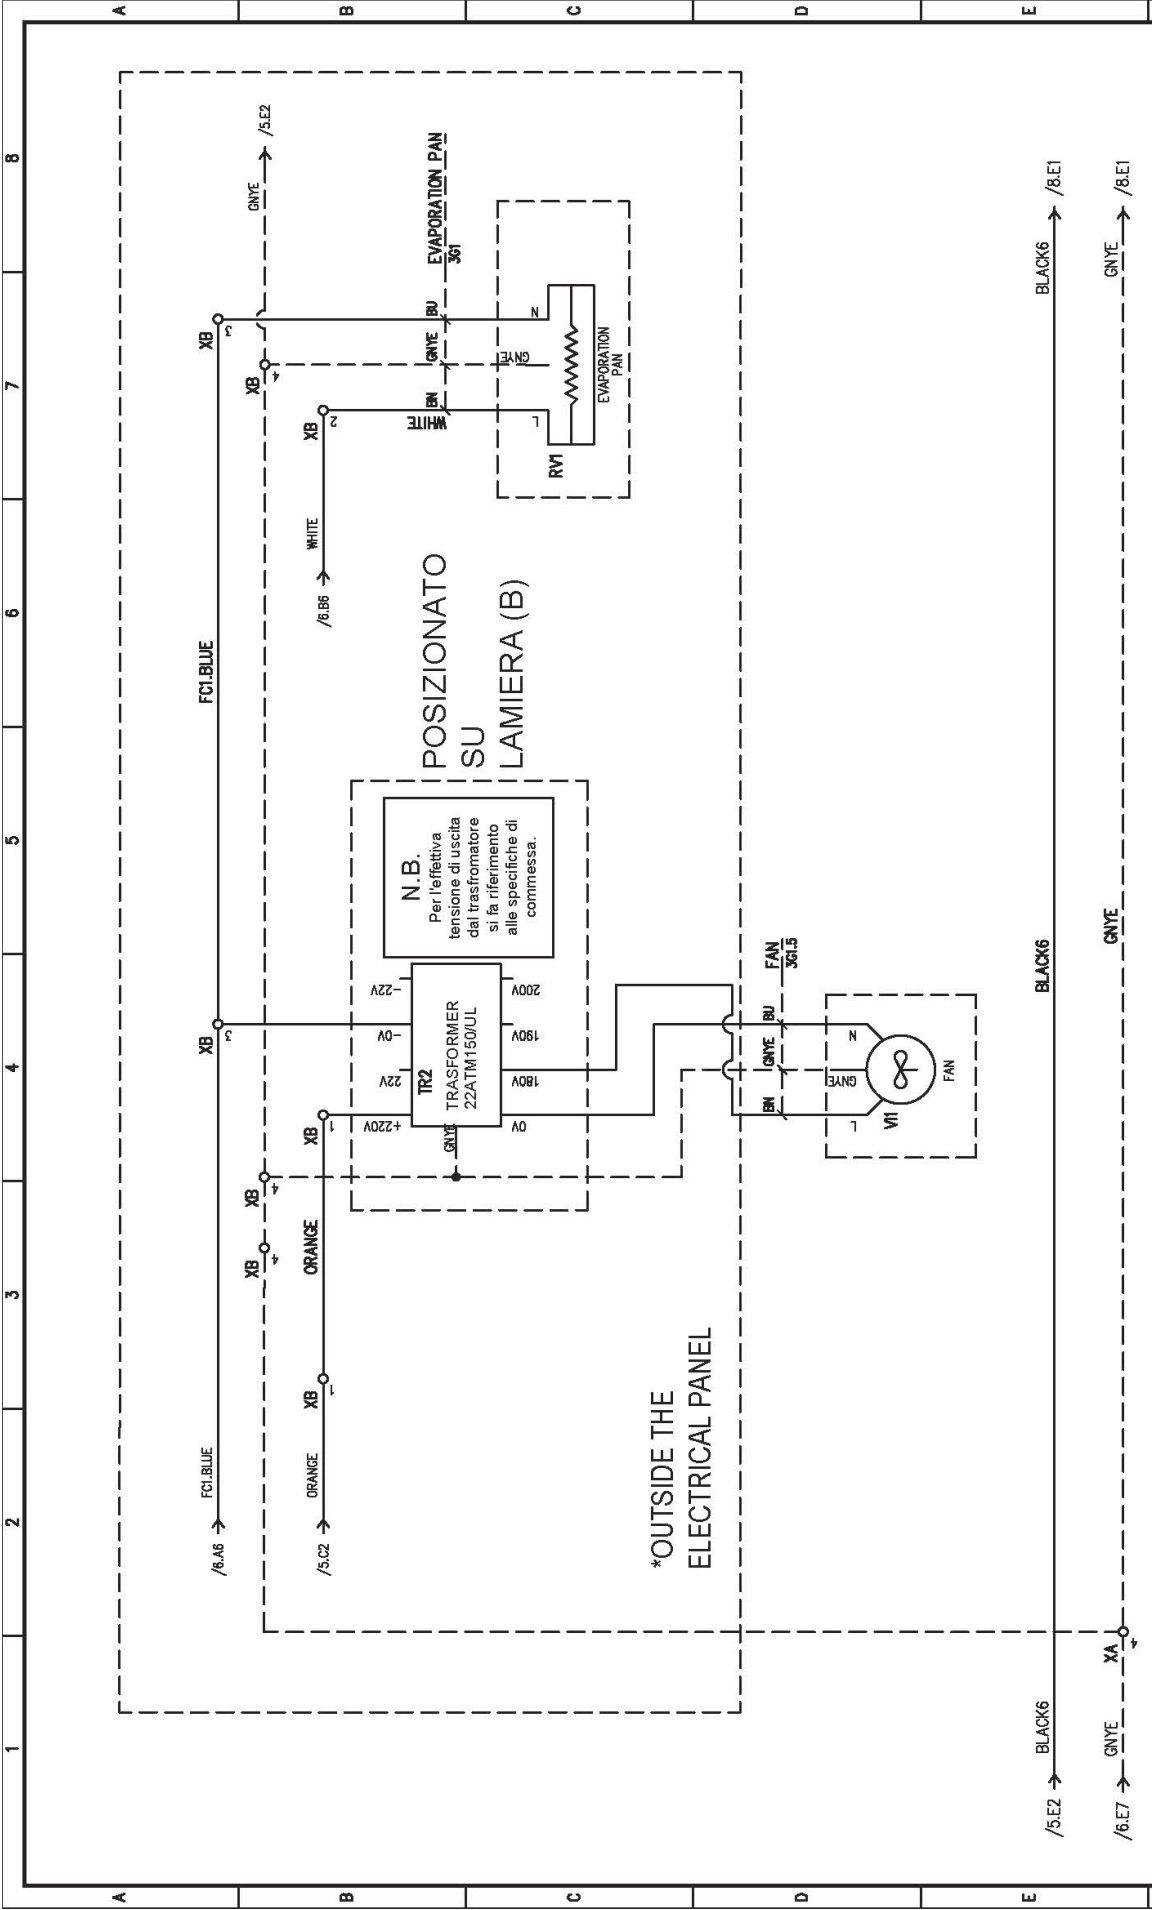 1
2
3
4
5
6
7
8
A
B
C
D
E
A
B
C
D
E
/6.A6
FC1.BLUE
XB
3
FC1.BLUE
XB
3
XB
4
XB
4
XB
4
GNYE
/5.E2
/5.C2
ORANGE
XB
1
ORANGE
XB
1
/6.B6
WHITE
XB
2
+220V
22V
-0V
-22V
TR2
GNYE
TRASFORMER
22ATM150/UL
0V
180V
190V
200V
N.B.
Per l'effettiva
tensione di uscita
dal trasfromatore
si fa riferimento
alle specifiche di
commessa.
POSIZIONATO
SU
LAMIERA (B)
WHITE
BN
GNYE
BU
EVAPORATION PAN
3G1
L
GNYE
N
RV1
EVAPORATION
PAN
*OUTSIDE THE
ELECTRICAL PANEL
BN
GNYE
BU
FAN
3G1.5
L
GNYE
N
VI1
FAN
/5.E2
BLACK6
BLACK6
BLACK6
/8.E1
/6.E7
GNYE
XA
4
GNYE
GNYE
/8.E1